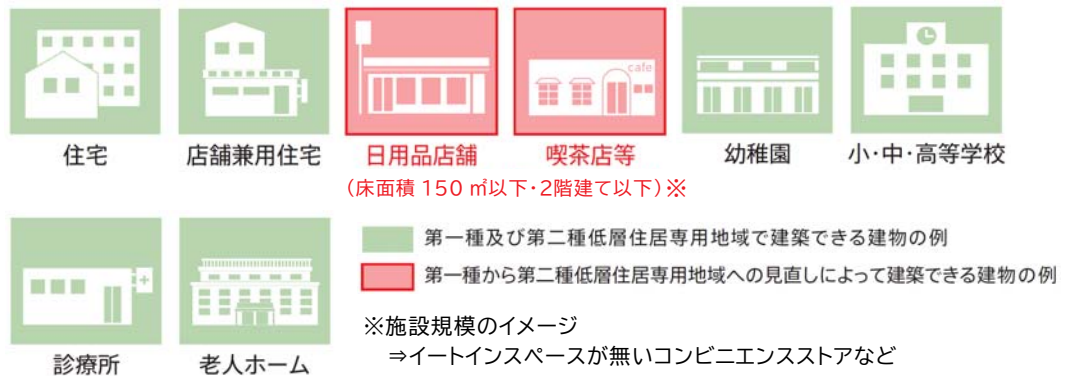 cafe
住宅
店舗兼用住宅
日用品店舗
喫茶店等
幼稚園
小・中・高等学校
(床面積 150 ㎡以下・2階建て以下)※
第一種及び第二種低層住居専用地域で建築できる建物の例
第一種から第二種低層住居専用地域への見直しによって建築できる建物の例
※施設規模のイメージ
⇒イートインスペースが無いコンビニエンスストアなど
診療所
老人ホーム